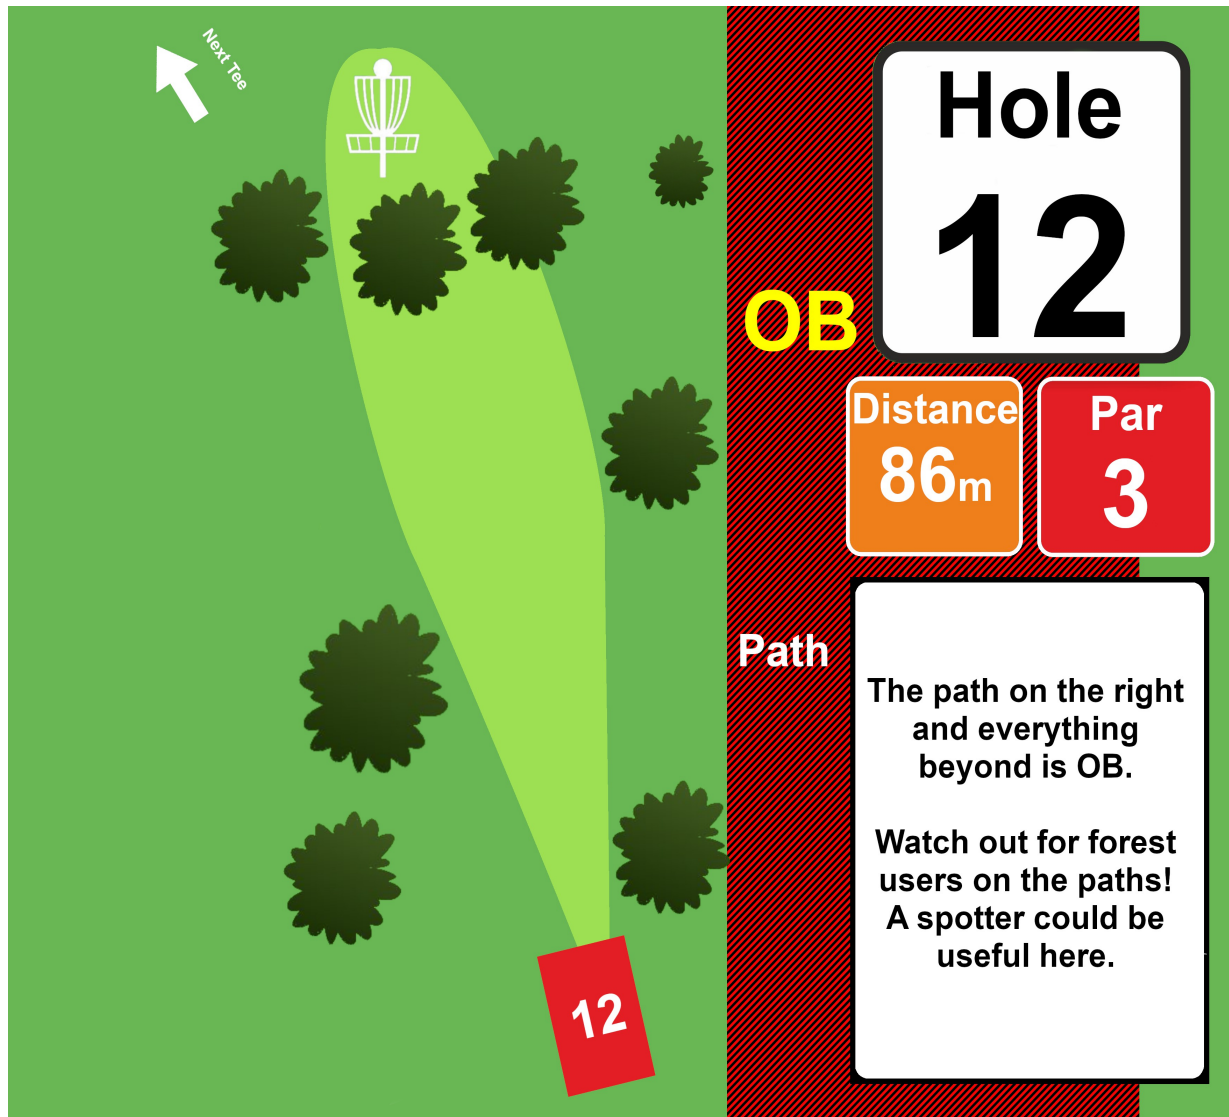 Next Tee
Hole
12
OB
Distance
86m
Par
3
Path
The path on the right
and everything
beyond is OB.
Watch out for forest
users on the paths!
A spotter could be
useful here.
12